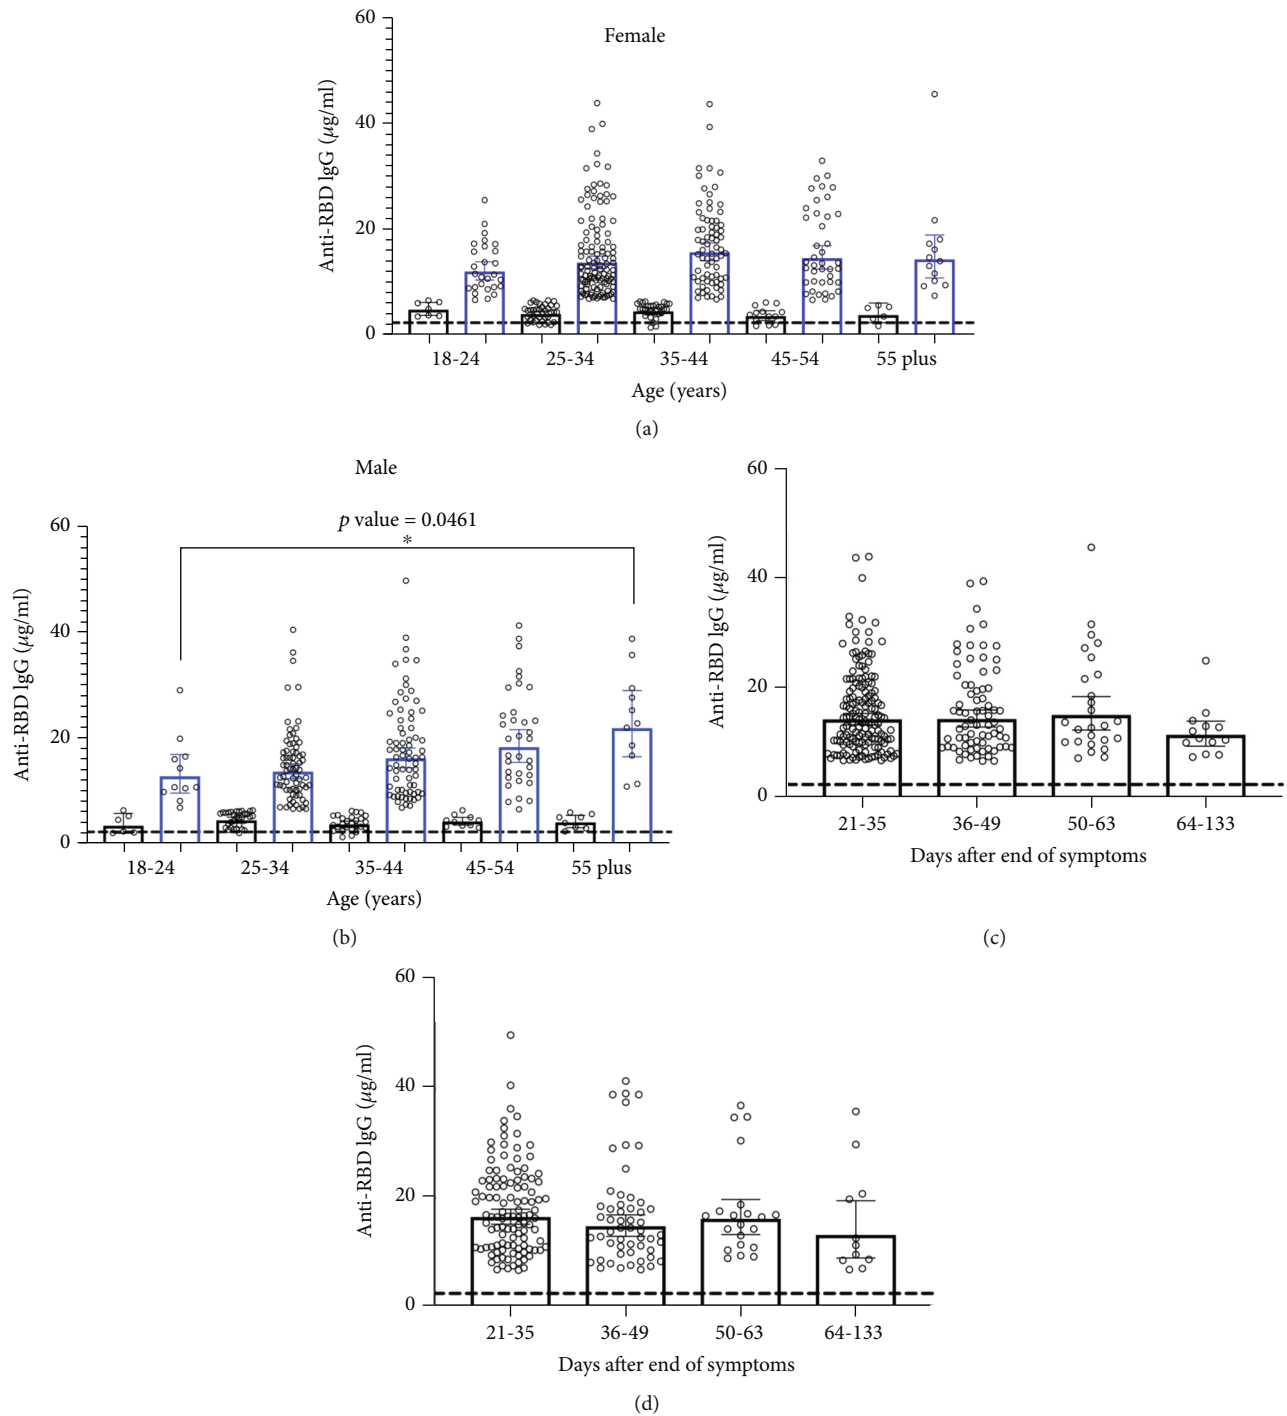 Female
Anti-RBD lgG (μg/ml)
60
40
20
0
18-24 25-34 35-44 45-54 55 plus
Age (years)
(a)
Male
p value = 0.0461
*
Anti-RBD lgG (μg/ml)
60
40
20
0
18-24 25-34 35-44 45-54 55 plus
Age (years)
(b)
Anti-RBD lgG (μg/ml)
60
40
20
0
21-35 36-49 50-63 64-133
Days after end of symptoms
(c)
Anti-RBD lgG (μg/ml)
60
40
20
0
21-35 36-49 50-63 64-133
Days after end of symptoms
(d)